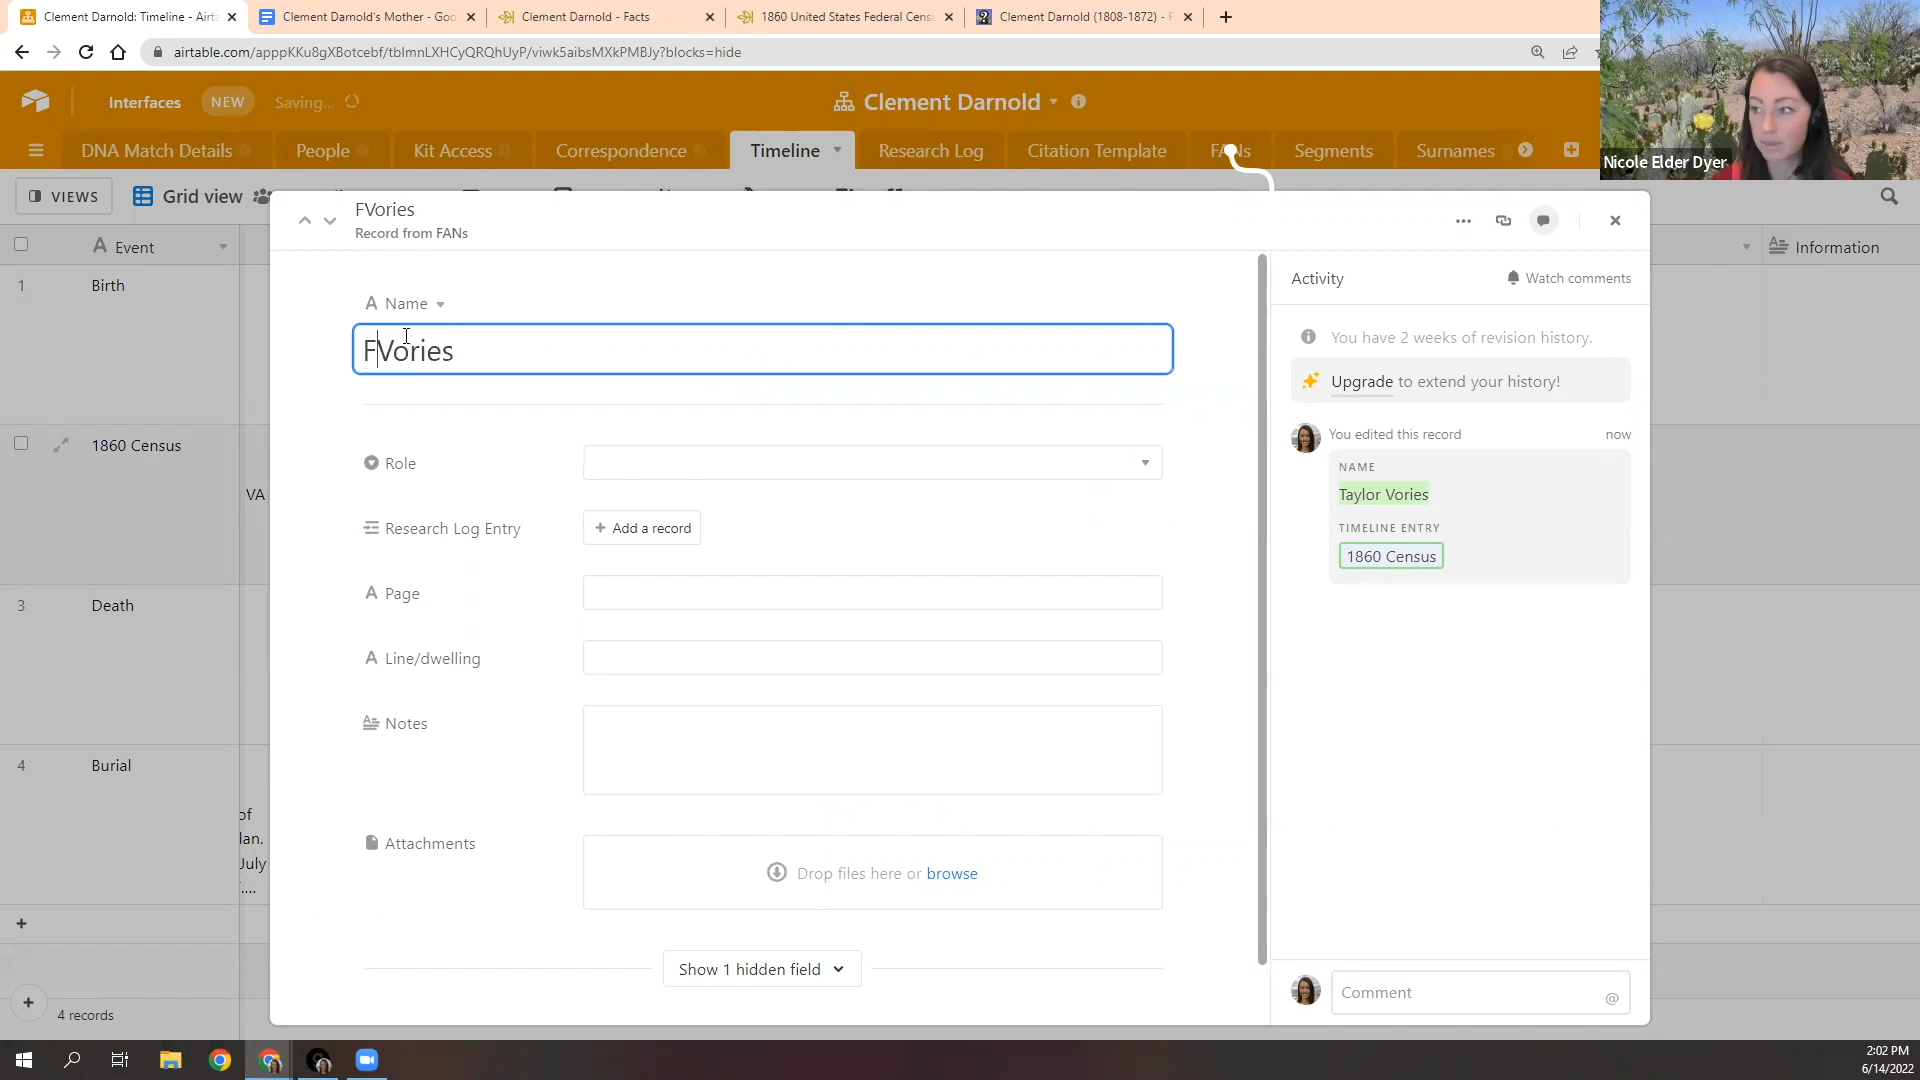 Clement Darnold: Timeline - Airta
Clement Darnold's Mother - Goo
Clement Darnold - Facts
1860 United States Federal Censu
Clement Darnold (1808-1872) - F
airtable.com/apppKKu8gXBotcebf/tblmnLXHCyQRQhUyP/viwk5aibsMXkPMBJy?blocks=hide
Interfaces
NEW
Saving...
Clement Darnold
DNA Match Details
People
Kit Access
Correspondence
Timeline
Research Log
Citation Template
FANs
Segments
Surnames
Nicole Elder Dyer
VIEWS
Grid view
FVories
Record from FANs
Event
Information
1
Birth
1860 Census
VA
3
Death
4
Burial
of
lan.
July
....
4 records
Name
FVories
Role
Research Log Entry
+ Add a record
Page
Line/dwelling
Notes
Attachments
Drop files here or browse
Show 1 hidden field
Activity
Watch comments
You have 2 weeks of revision history.
Upgrade to extend your history!
You edited this record
now
NAME
Taylor Vories
TIMELINE ENTRY
1860 Census
Comment
@
2:02 PM
6/14/2022